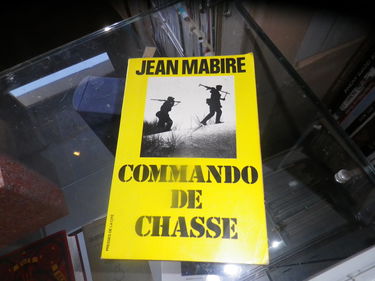 JEAN MABIRE
COMMANDO
DE
CHASSE
PRESSES DE LA CITÉ